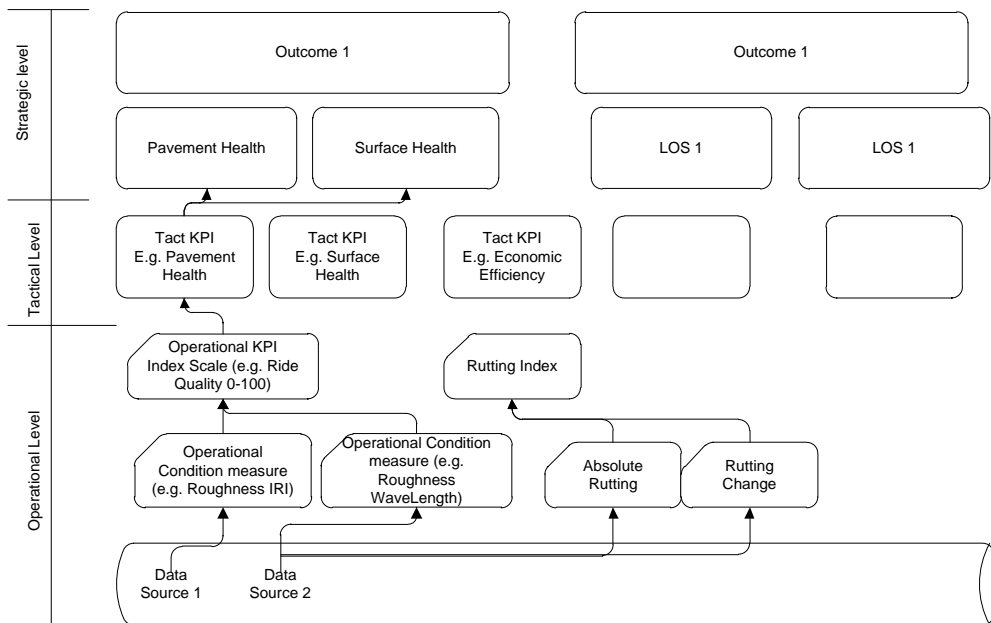 Strategic level
Outcome 1
Outcome 1
Pavement Health
Surface Health
LOS 1
LOS 1
Tactical Level
Tact KPI
E.g. Pavement
Health
Tact KPI
E.g. Surface
Health
Tact KPI
E.g. Economic
Efficiency
Operational Level
Operational KPI
Index Scale (e.g. Ride
Quality 0-100)
Rutting Index
Operational
Condition measure
(e.g. Roughness IRI)
Operational Condition
measure (e.g.
Roughness
WaveLength)
Absolute
Rutting
Rutting
Change
Data
Source 1
Data
Source 2